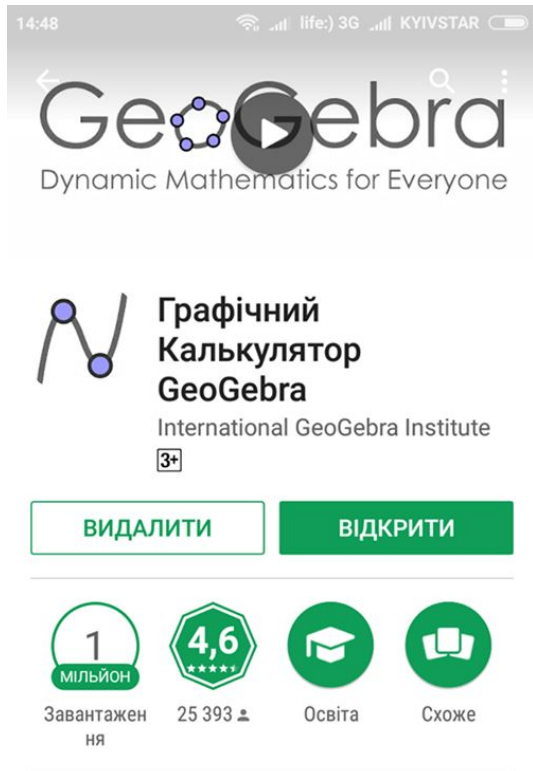 14:48 life:) 3G KYIVSTAR
GeoGebra
Dynamic Mathematics for Everyone
Графічний
Калькулятор
GeoGebra
International GeoGebra Institute
3+
ВИДАЛИТИ ВІДКРИТИ
1 4,6
МІЛЬЙОН
Завантажен 25 393 Освіта Схоже
ня